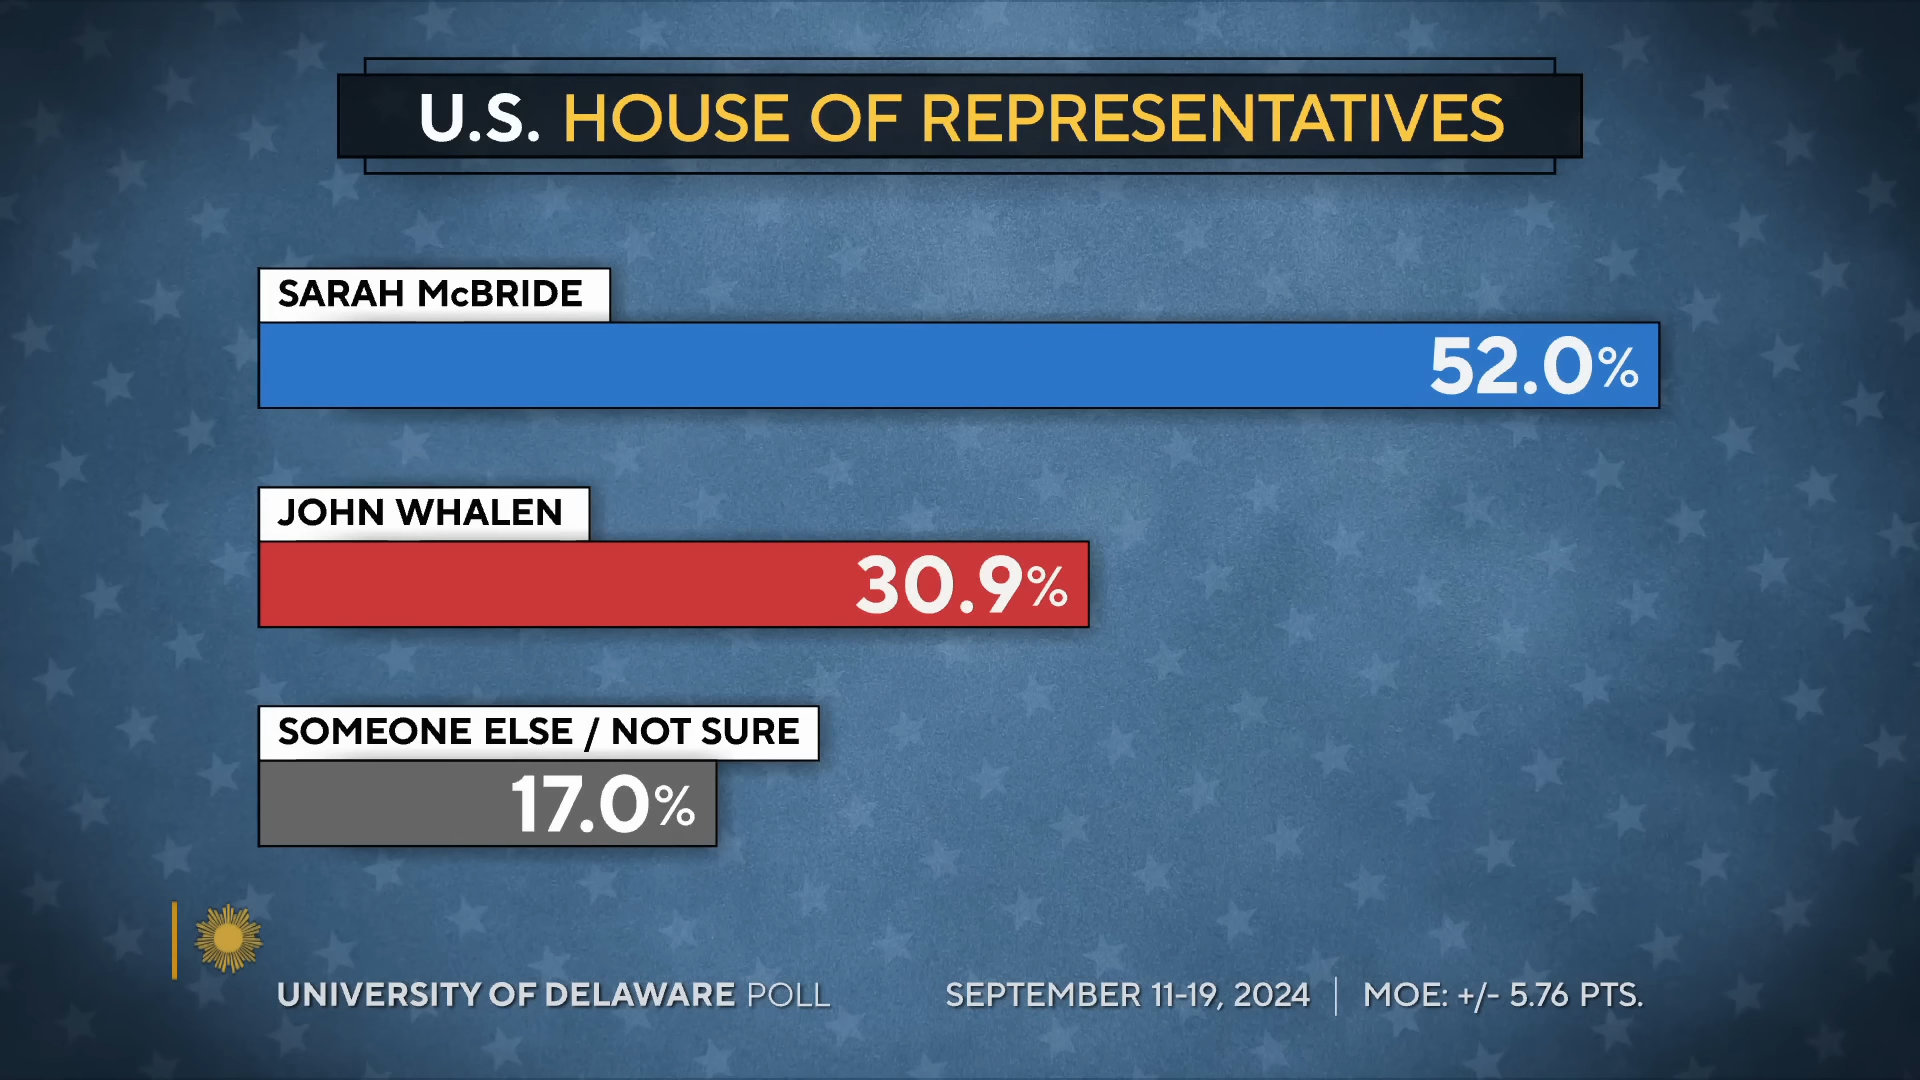 U.S. HOUSE OF REPRESENTATIVES
SARAH McBRIDE
52.0%
JOHN WHALEN
30.9%
SOMEONE ELSE / NOT SURE
17.0%
UNIVERSITY OF DELAWARE POLL
SEPTEMBER 11-19, 2024 | MOE: +/- 5.76 PTS.